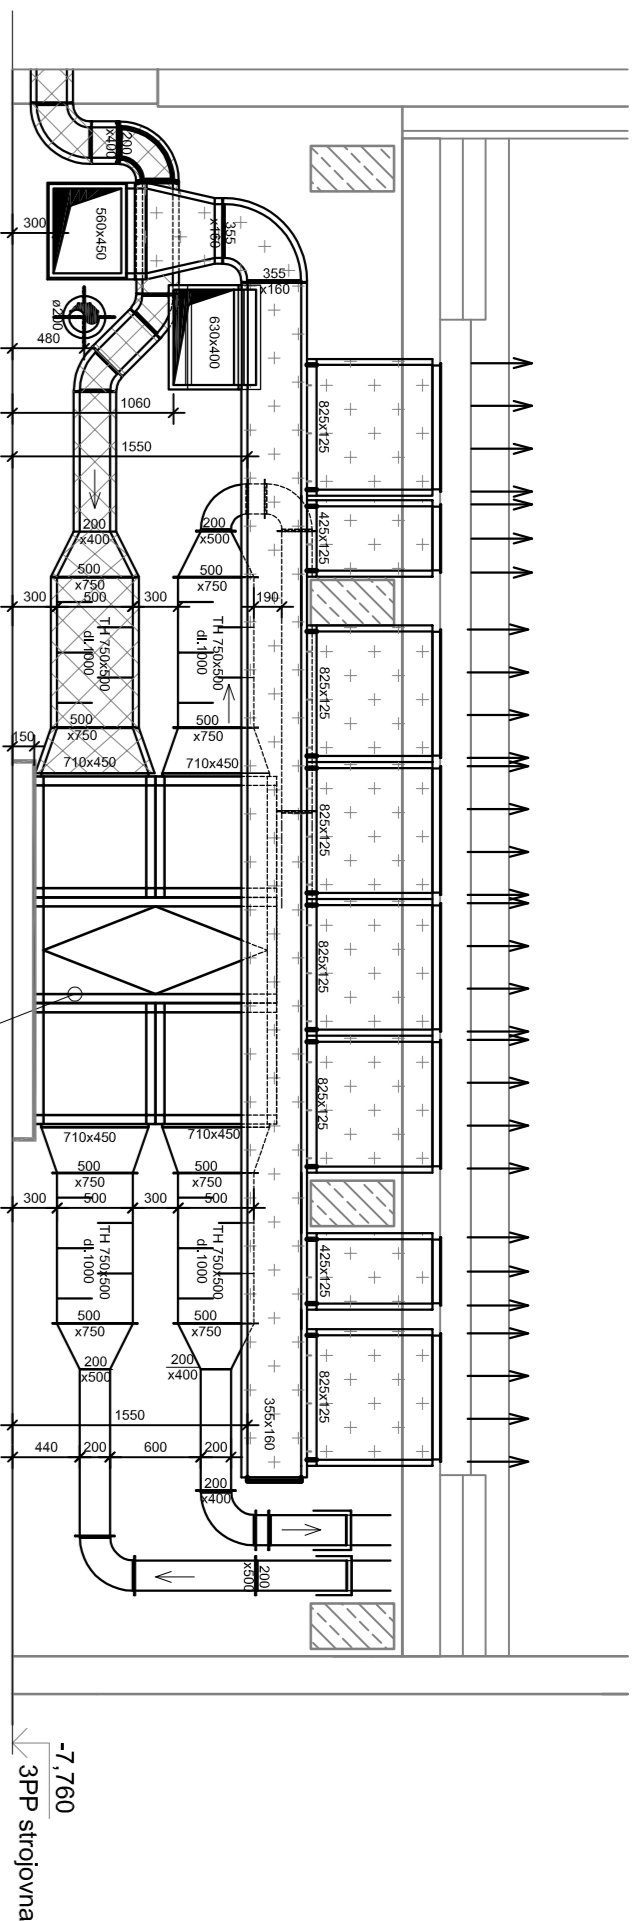 200
x400
560x450
300
ø200
480
355
x160
355
x160
630x400
1060
1550
825x125
425x125
200
x400
500
x750
200
x500
500
x750
300
500
300
190
TH 750x500
dl.1000
TH 750x500
dl.1000
825x125
500
x750
710x450
500
x750
710x450
150
825x125
825x125
825x125
710x450
710x450
500
x750
500
x750
300
500
300
500
TH 750x500
dl.1000
TH 750x500
dl.1000
425x125
500
x750
500
x750
200
x500
200
x400
825x125
355x160
1550
440
200
600
200
200
x400
200
x500
-7,760
3PP strojovna